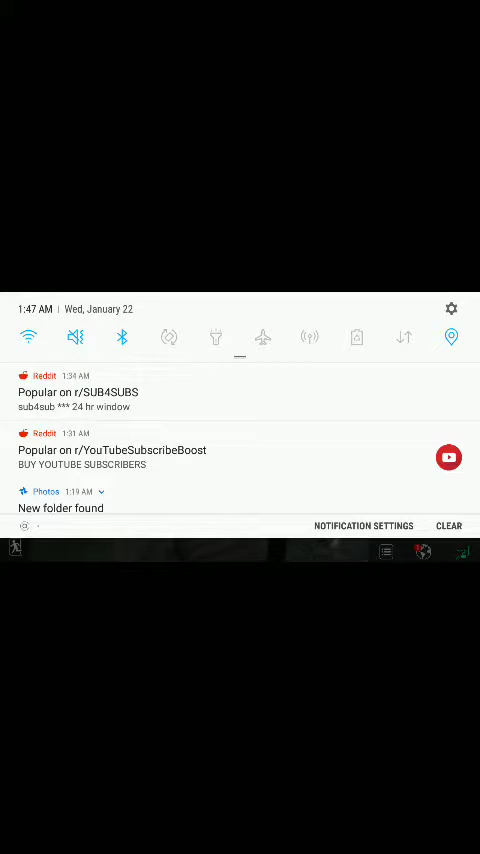 1:47 AM | Wed, January 22
Reddit 1:34 AM
Popular on r/SUB4SUBS
sub4sub *** 24 hr window
Reddit 1:31 AM
Popular on r/YouTubeSubscribeBoost
BUY YOUTUBE SUBSCRIBERS
Photos 1:19 AM
New folder found
NOTIFICATION SETTINGS CLEAR